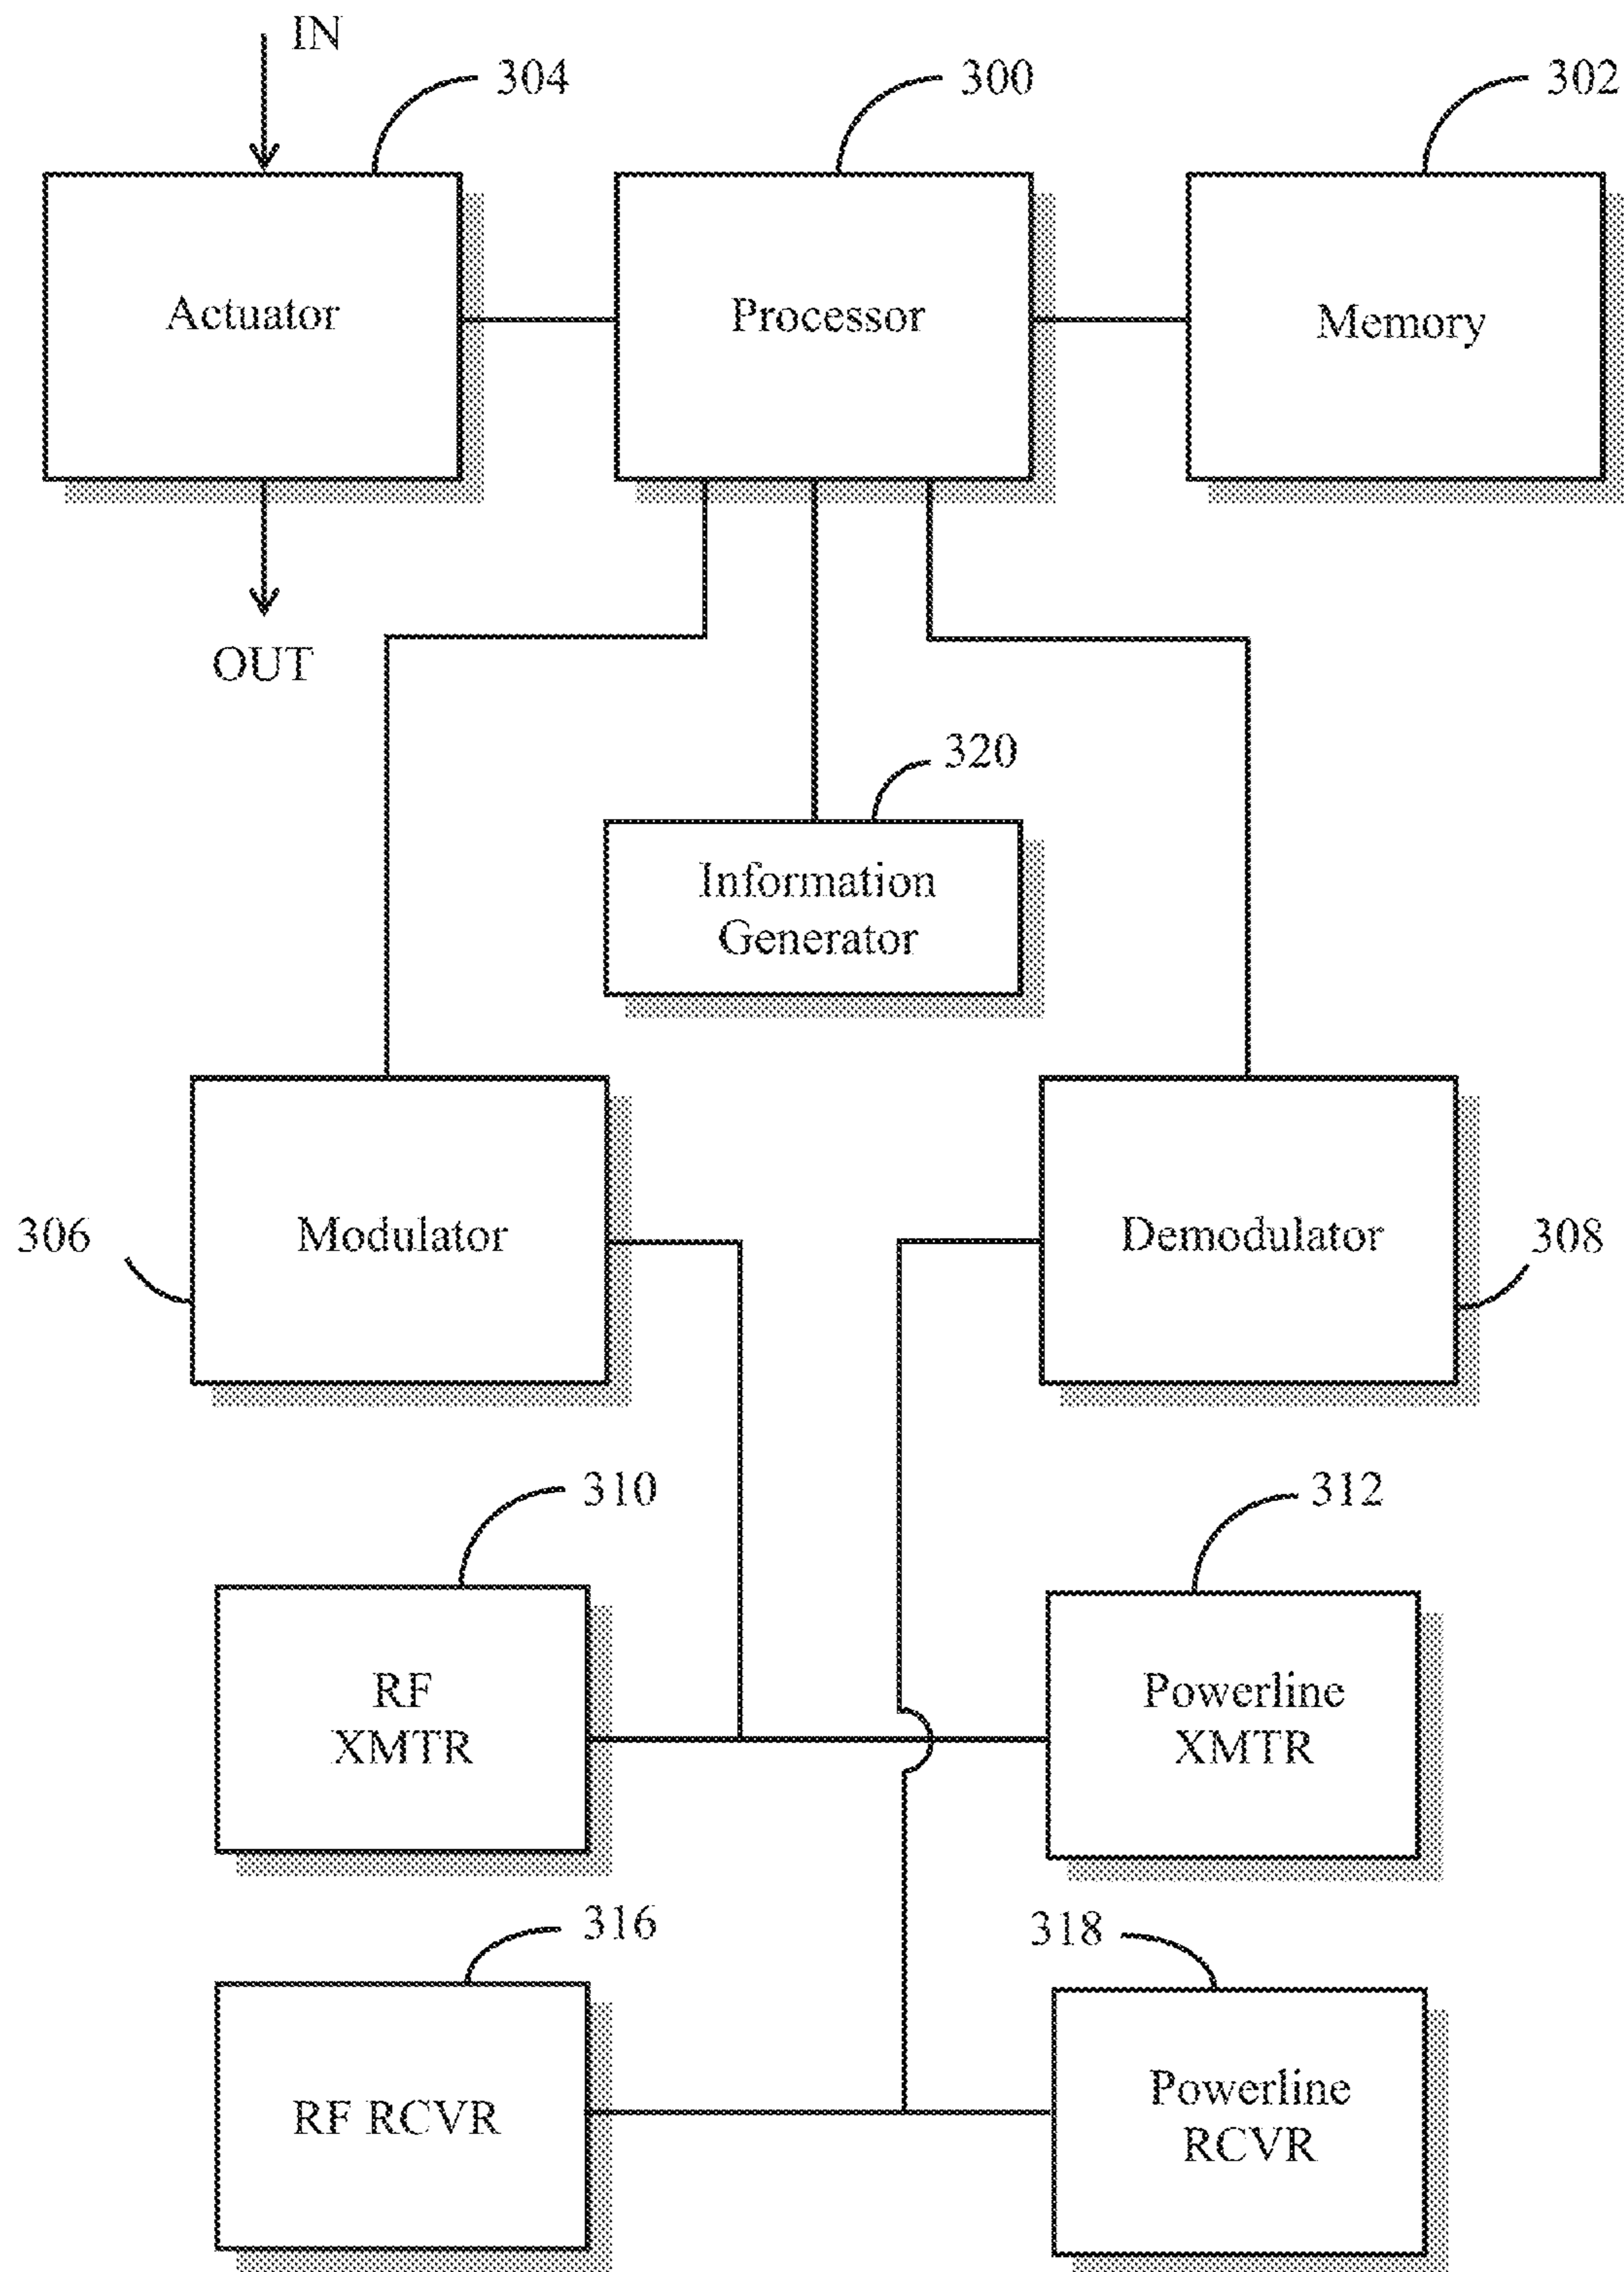 IN
304
300
302
Actuator
Processor
Memory
OUT
320
Information
Generator
306
Modulator
Demodulator
308
310
312
RF
XMTR
Powerline
XMTR
316
318
RF RCVR
Powerline
RCVR